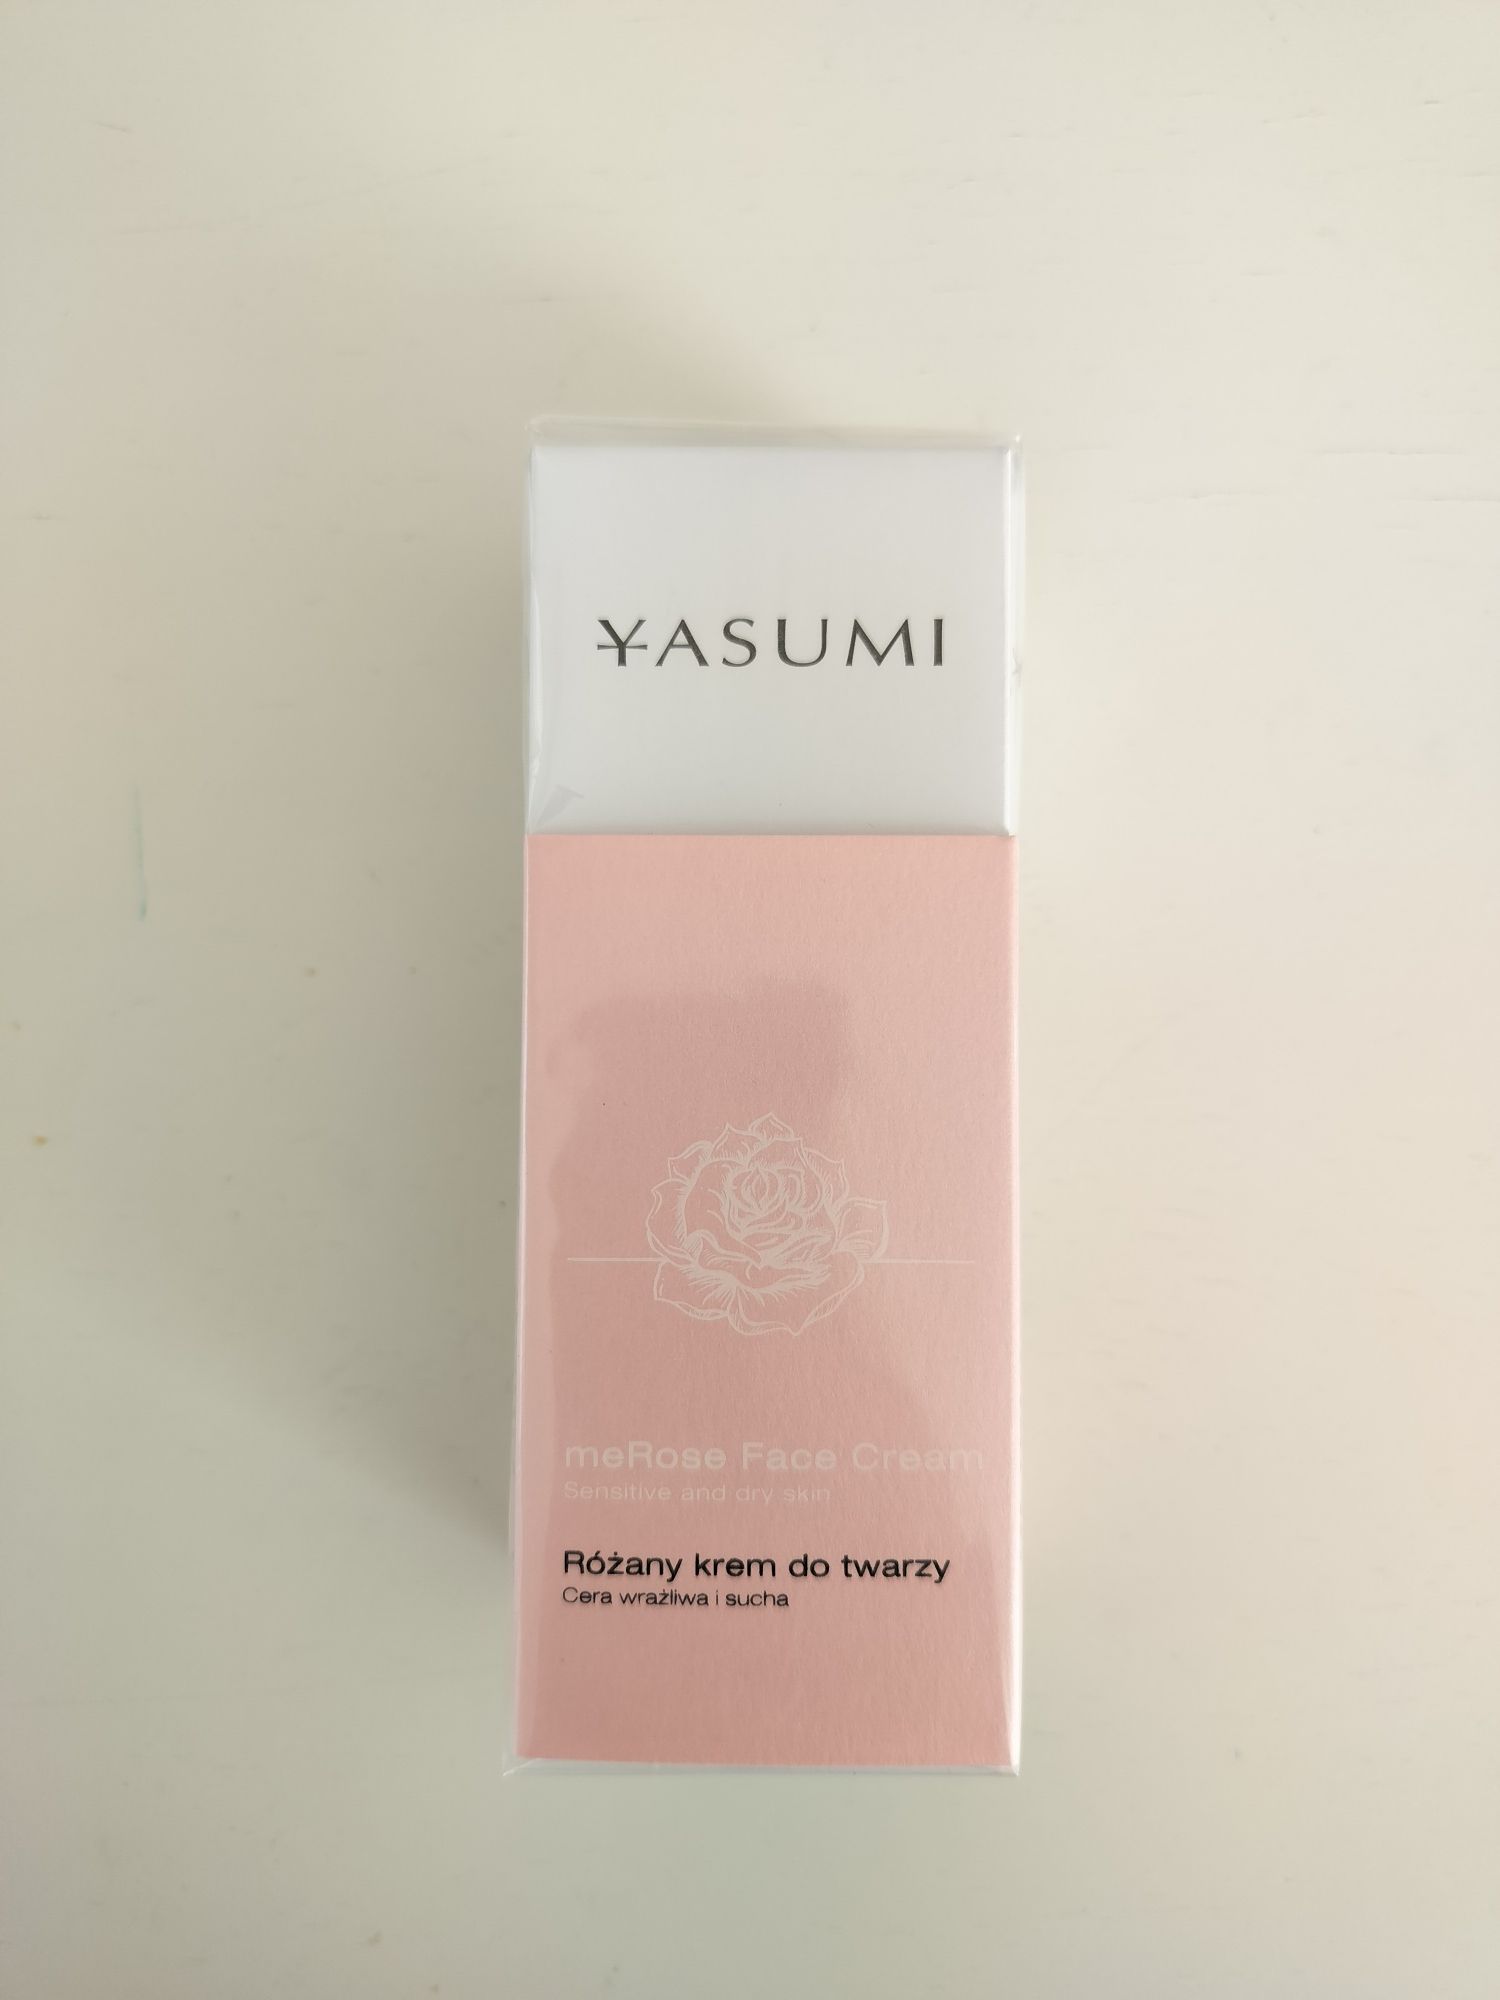 YASUMI
meRose Face Cream
Sensitive and dry skin
Różany krem do twarzy
Cera wrażliwa i sucha